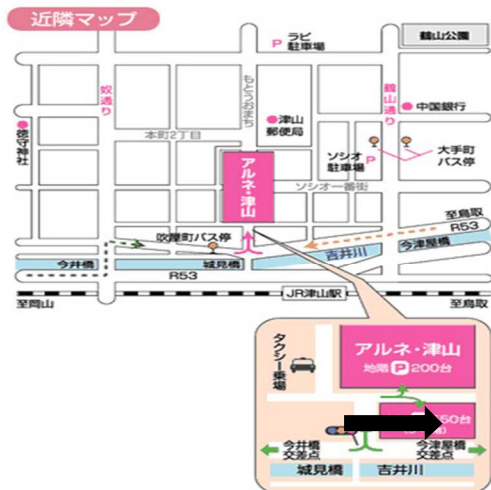 近隣マップ
鶴山公園
P
ラビ
駐車場
奴通り
もとうおまち
鶴山通り
中国銀行
徳守神社
津山
郵便局
本町2丁目
大手町
バス停
ソシオ
駐車場
P
アルネ・津山
ソシオ一番街
至鳥取
R53
吹屋町バス停
今津屋橋
吉井川
今井橋
城見橋
R53
至岡山
JR津山駅
至鳥取
アルネ・津山
地階P200台
タクシー乗場
50台
今井橋
交差点
今津屋橋
交差点
城見橋
吉井川